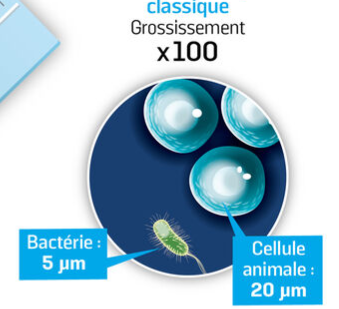 classique
Grossissement
x100
Bactérie :
5 µm
Cellule
animale :
20 µm